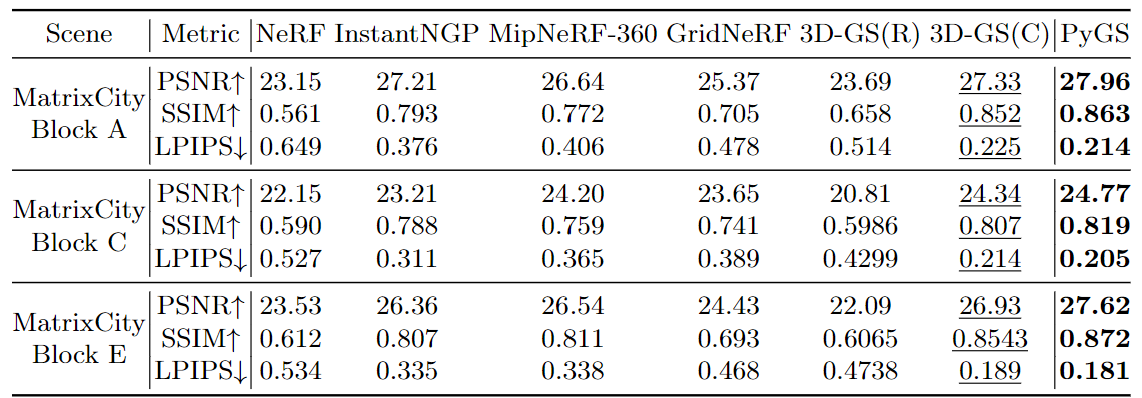 Scene Metric NeRF InstantNGP MipNeRF-360 GridNeRF 3D-GS(R) 3D-GS(C) PyGS
MatrixCity Block A PSNR↑ 23.15 27.21 26.64 25.37 23.69 27.33 27.96
SSIM↑ 0.561 0.793 0.772 0.705 0.658 0.852 0.863
LPIPS↓ 0.649 0.376 0.406 0.478 0.514 0.225 0.214
MatrixCity Block C PSNR↑ 22.15 23.21 24.20 23.65 20.81 24.34 24.77
SSIM↑ 0.590 0.788 0.759 0.741 0.5986 0.807 0.819
LPIPS↓ 0.527 0.311 0.365 0.389 0.4299 0.214 0.205
MatrixCity Block E PSNR↑ 23.53 26.36 26.54 24.43 22.09 26.93 27.62
SSIM↑ 0.612 0.807 0.811 0.693 0.6065 0.8543 0.872
LPIPS↓ 0.534 0.335 0.338 0.468 0.4738 0.189 0.181